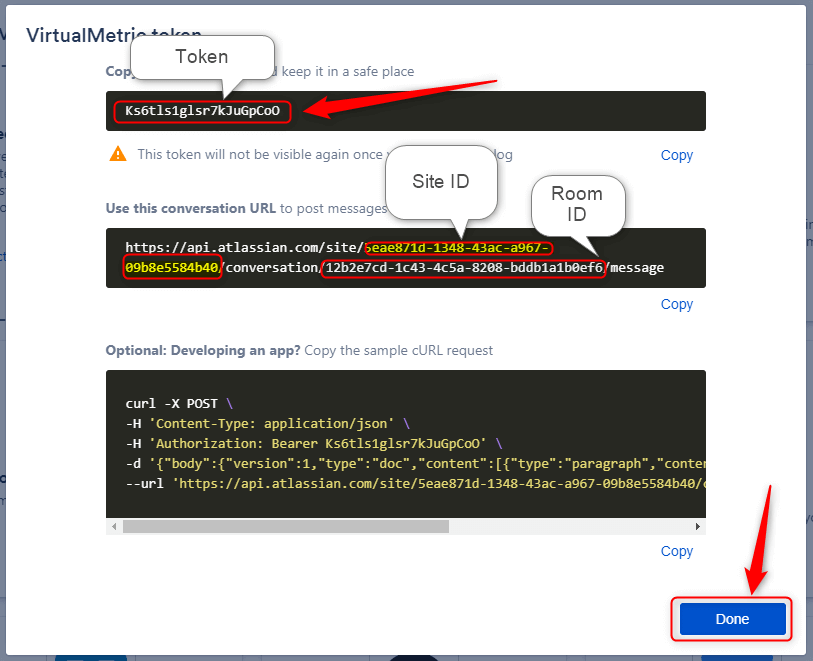 VirtualMetric token
Token
Copy keep it in a safe place
Ks6tls1glsr7kJuGpCoO
This token will not be visible again once log
Copy
Site ID
Room
ID
Use this conversation URL to post messages
https://api.atlassian.com/site/5eae871d-1348-43ac-a967-
09b8e5584b40/conversation/12b2e7cd-1c43-4c5a-8208-bddb1a1b0ef6/message
Copy
Optional: Developing an app? Copy the sample cURL request
curl -X POST \
-H 'Content-Type: application/json' \
-H 'Authorization: Bearer Ks6tls1glsr7kJuGpCoO' \
-d '{"body":{"version":1,"type":"doc","content":[{"type":"paragraph","conten
--url 'https://api.atlassian.com/site/5eae871d-1348-43ac-a967-09b8e5584b40/c
Copy
Done